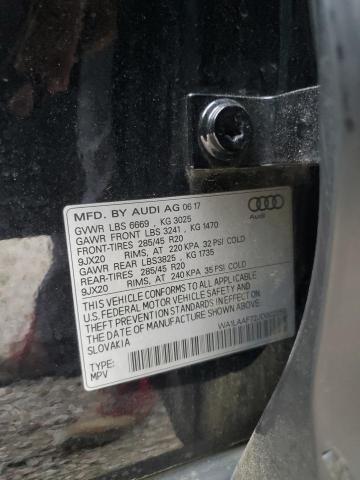 MFD. BY AUDI AG 06 17
GVWR LBS 6669 , KG 3025
GAWR FRONT LBS 3241 , KG 1470
FRONT-TIRES 285/45 R20
9JX20 RIMS, AT 220 KPA, 32 PSI COLD
GAWR REAR LBS3825 , KG 1735
REAR-TIRES 285/45 R20
9JX20 RIMS, AT 240 KPA, 35 PSI COLD
THIS VEHICLE CONFORMS TO ALL APPLICABLE
FEDERAL MOTOR VEHICLE SAFETY AND
THEFT PREVENTION STANDARDS IN EFFECT ON
THE DATE OF MANUFACTURE SHOWN ABOVE.
SLOVAKIA
TYPE:
MPV
Audi